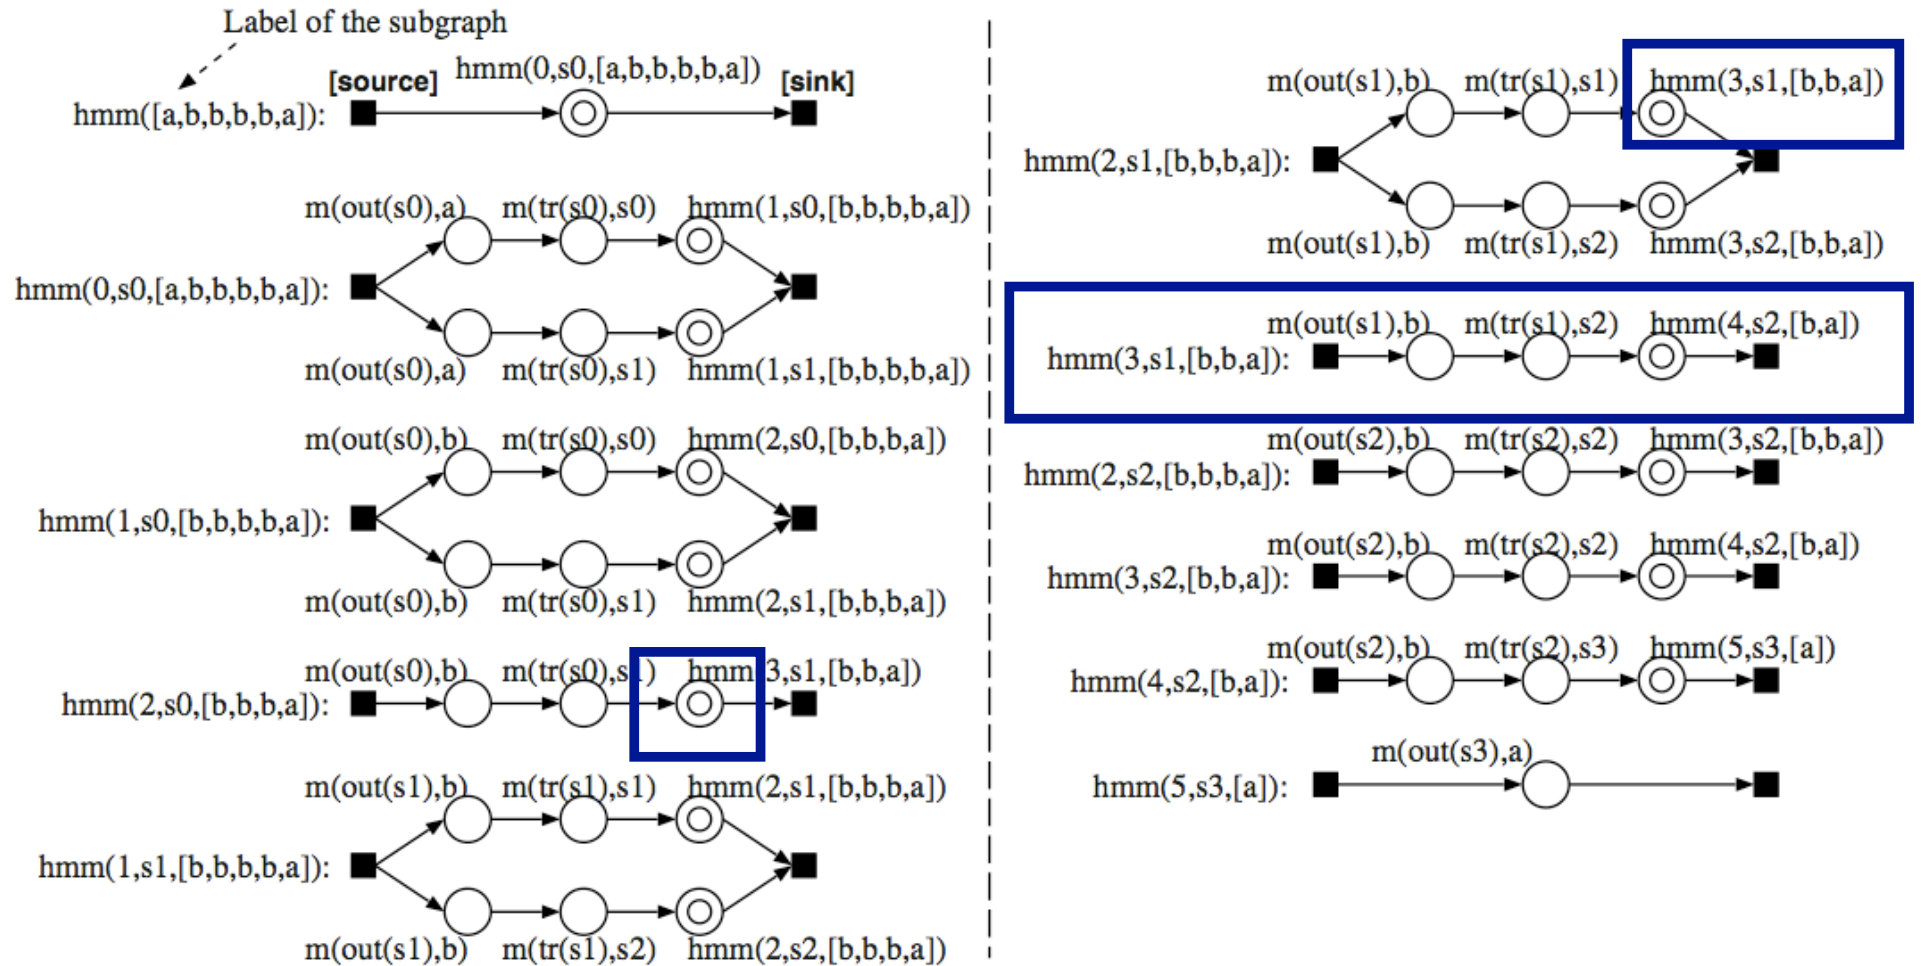 Label of the subgraph
[source] hmm(0,s0,[a,b,b,b,b,a]) [sink]
hmm([a,b,b,b,b,a]):
m(out(s0),a) m(tr(s0),s0) hmm(1,s0,[b,b,b,b,a])
hmm(0,s0,[a,b,b,b,b,a]):
m(out(s0),a) m(tr(s0),s1) hmm(1,s1,[b,b,b,b,a])
m(out(s0),b) m(tr(s0),s0) hmm(2,s0,[b,b,b,a])
hmm(1,s0,[b,b,b,b,a]):
m(out(s0),b) m(tr(s0),s1) hmm(2,s1,[b,b,b,a])
m(out(s0),b) m(tr(s0),s1) hmm(3,s1,[b,b,a])
hmm(2,s0,[b,b,b,a]):
m(out(s1),b) m(tr(s1),s1) hmm(2,s1,[b,b,b,a])
hmm(1,s1,[b,b,b,b,a]):
m(out(s1),b) m(tr(s1),s2) hmm(2,s2,[b,b,b,a])
m(out(s1),b) m(tr(s1),s1) hmm(3,s1,[b,b,a])
hmm(2,s1,[b,b,b,a]):
m(out(s1),b) m(tr(s1),s2) hmm(3,s2,[b,b,a])
m(out(s1),b) m(tr(s1),s2) hmm(4,s2,[b,a])
hmm(3,s1,[b,b,a]):
m(out(s2),b) m(tr(s2),s2) hmm(3,s2,[b,b,a])
hmm(2,s2,[b,b,b,a]):
m(out(s2),b) m(tr(s2),s2) hmm(4,s2,[b,a])
hmm(3,s2,[b,b,a]):
m(out(s2),b) m(tr(s2),s3) hmm(5,s3,[a])
hmm(4,s2,[b,a]):
m(out(s3),a)
hmm(5,s3,[a]):